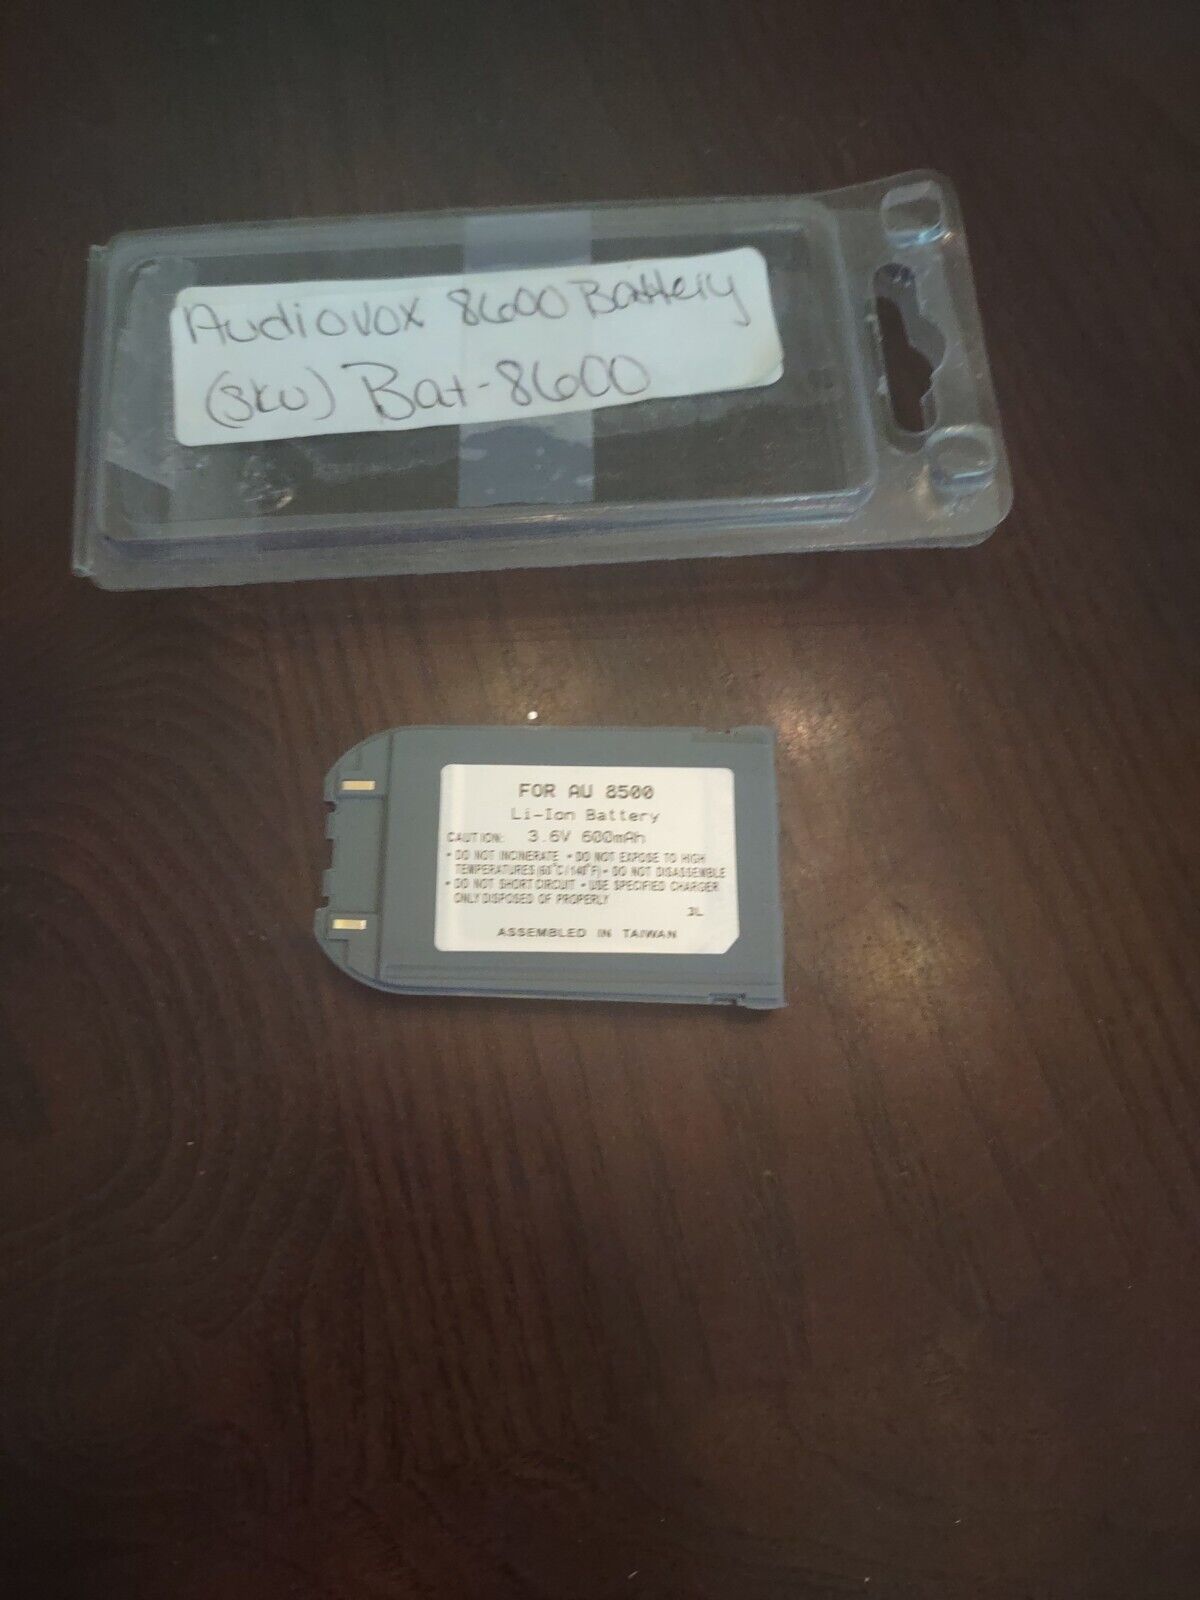 Audiovox 8600 Battery
(sku) Bat-8600
FOR AU 8500
Li-Ion Battery
CAUTION: 3.6V 600mAh
• DO NOT INCINERATE • DO NOT EXPOSE TO HIGH
TEMPERATURES (60°C/140°F) • DO NOT DISASSEMBLE
• DO NOT SHORT CIRCUIT • USE SPECIFIED CHARGER
ONLY DISPOSED OF PROPERLY
3L
ASSEMBLED IN TAIWAN